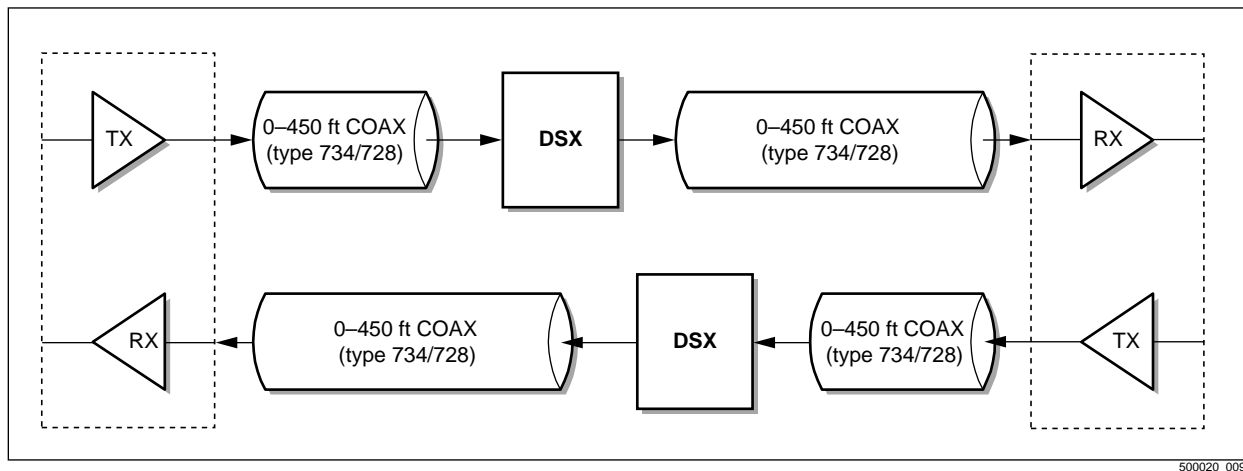 TX
0–450 ft COAX
(type 734/728)
DSX
0–450 ft COAX
(type 734/728)
RX
RX
0–450 ft COAX
(type 734/728)
DSX
0–450 ft COAX
(type 734/728)
TX
500020_009